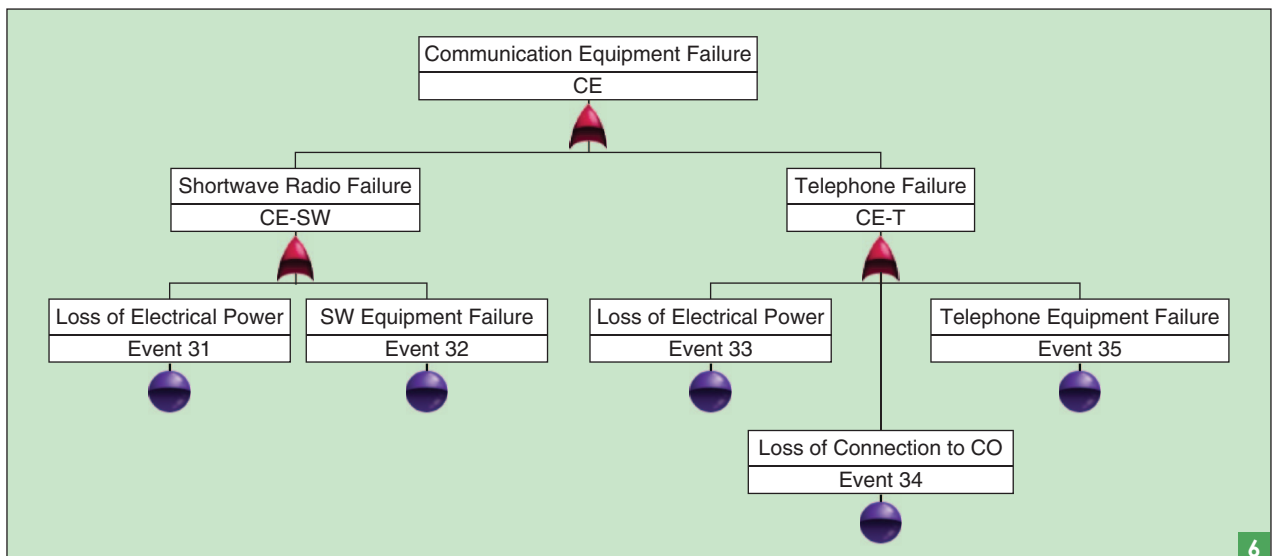 Communication Equipment Failure
CE
Shortwave Radio Failure
CE-SW
Telephone Failure
CE-T
Loss of Electrical Power
Event 31
SW Equipment Failure
Event 32
Loss of Electrical Power
Event 33
Telephone Equipment Failure
Event 35
Loss of Connection to CO
Event 34
6